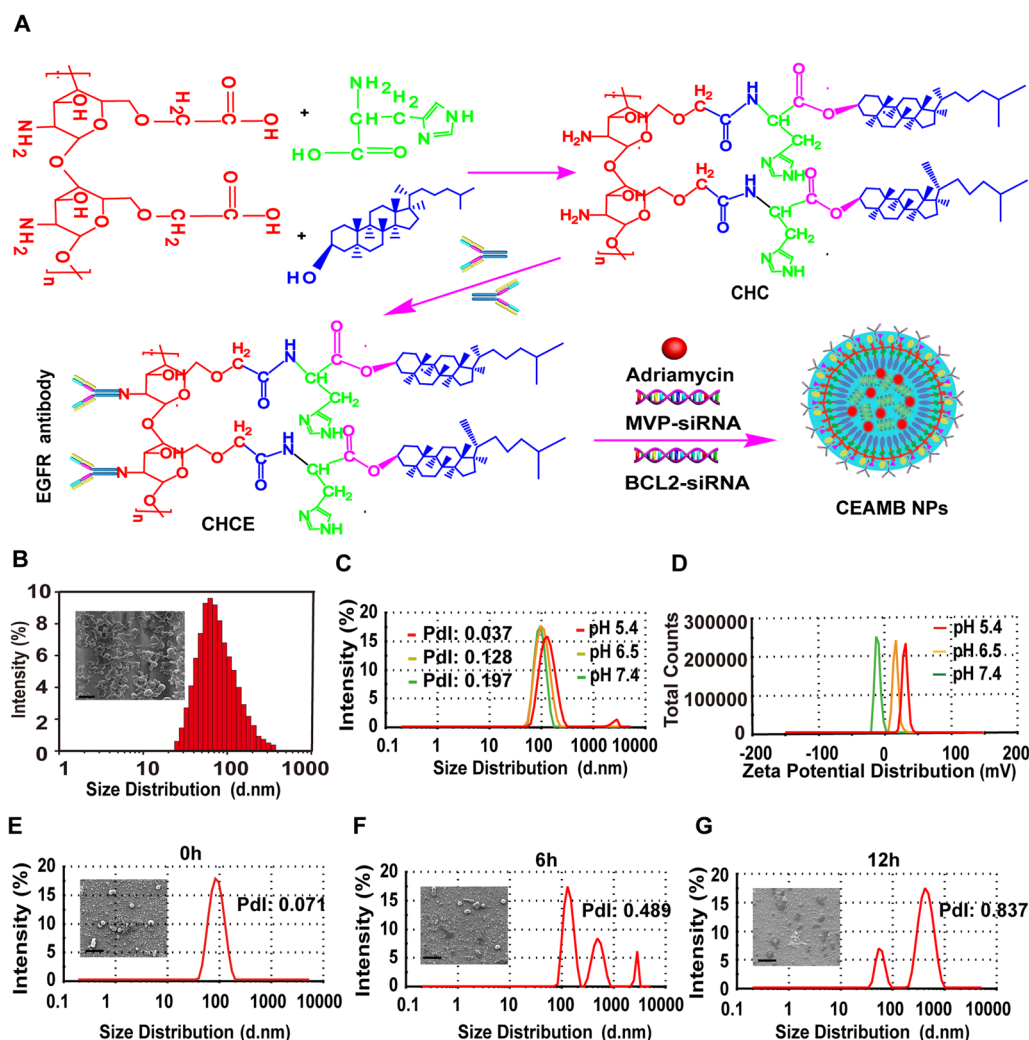 A
NH2
OH
O
O
H2
C
O
C
OH
+
NH2
H2
C
CH
HO
C
O
N
NH
NH2
OH
O
O
CH2
O
C
OH
+
HO
n
H2N
OH
O
O
H2
C
O
H
N
CH
O
C
O
CH2
N
NH
H2N
OH
O
O
H2
C
O
H
N
CH
O
C
O
CH2
N
NH
n
CHC
EGFR antibody
N
OH
O
O
H2
C
C
O
H
N
CH
O
C
O
CH2
N
NH
N
OH
O
O
H2
C
C
O
H
N
CH
O
C
O
CH2
N
NH
n
CHCE
Adriamycin
MVP-siRNA
BCL2-siRNA
CEAMB NPs
B
Intensity (%)
10
8
6
4
2
0
1
10
100
1000
Size Distribution (d.nm)
C
Intensity (%)
20
15
10
5
0
PdI: 0.037
PdI: 0.128
PdI: 0.197
pH 5.4
pH 6.5
pH 7.4
0.1
1
10
100
1000
10000
Size Distribution (d.nm)
D
Total Counts
300000
200000
100000
0
pH 5.4
pH 6.5
pH 7.4
-200
-100
0
100
200
Zeta Potential Distribution (mV)
E
0h
Intensity (%)
20
15
10
5
0
PdI: 0.071
0.1
1
10
100
1000
10000
Size Distribution (d.nm)
F
6h
Intensity (%)
20
15
10
5
0
PdI: 0.489
0.1
1
10
100
1000
10000
Size Distribution (d.nm)
G
12h
Intensity (%)
20
15
10
5
0
PdI: 0.837
0.1
1
10
100
1000
10000
Size Distribution (d.nm)